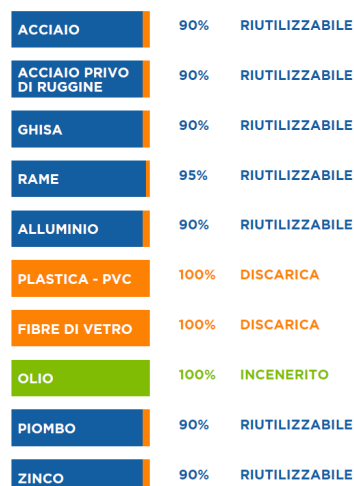 ACCIAIO 90% RIUTILIZZABILE
ACCIAIO PRIVO
DI RUGGINE 90% RIUTILIZZABILE
GHISA 90% RIUTILIZZABILE
RAME 95% RIUTILIZZABILE
ALLUMINIO 90% RIUTILIZZABILE
PLASTICA - PVC 100% DISCARICA
FIBRE DI VETRO 100% DISCARICA
OLIO 100% INCENERITO
PIOMBO 90% RIUTILIZZABILE
ZINCO 90% RIUTILIZZABILE